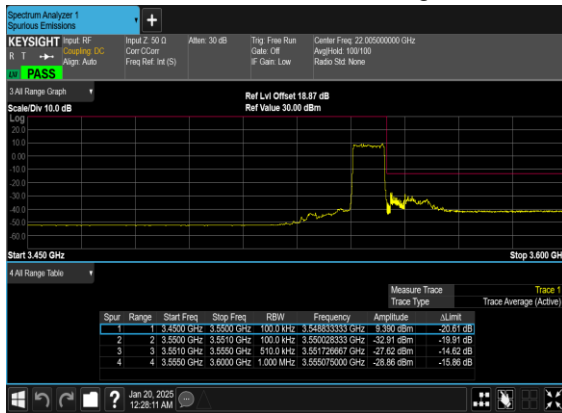 Spectrum Analyzer 1
Spurious Emissions
+
KEYSIGHT Input: RF Input Z: 50 Ω Atten: 30 dB Trig: Free Run Center Freq: 22.005000000 GHz
R T Coupling: DC Corr CCorr Gate: Off Avg|Hold: 100/100
Align: Auto Freq Ref: Int (S) IF Gain: Low Radio Std: None
PASS
3 All Range Graph
Ref Lvl Offset 18.87 dB
Scale/Div 10.0 dB Ref Value 30.00 dBm
Log
20.0
10.0
0.00
-10.0
-20.0
-30.0
-40.0
-50.0
-60.0
Start 3.450 GHz Stop 3.600 GH
4 All Range Table
Measure Trace Trace 1
Trace Type Trace Average (Active)
Spur Range Start Freq Stop Freq RBW Frequency Amplitude ΔLimit
1 1 3.4500 GHz 3.5500 GHz 100.0 kHz 3.548833333 GHz 9.390 dBm -20.61 dB
2 2 3.5500 GHz 3.5510 GHz 100.0 kHz 3.550028333 GHz -32.91 dBm -19.91 dB
3 3 3.5510 GHz 3.5550 GHz 510.0 kHz 3.551726667 GHz -27.62 dBm -14.62 dB
4 4 3.5550 GHz 3.6000 GHz 1.000 MHz 3.555075000 GHz -28.86 dBm -15.86 dB
? Jan 20, 2025
12:28:11 AM